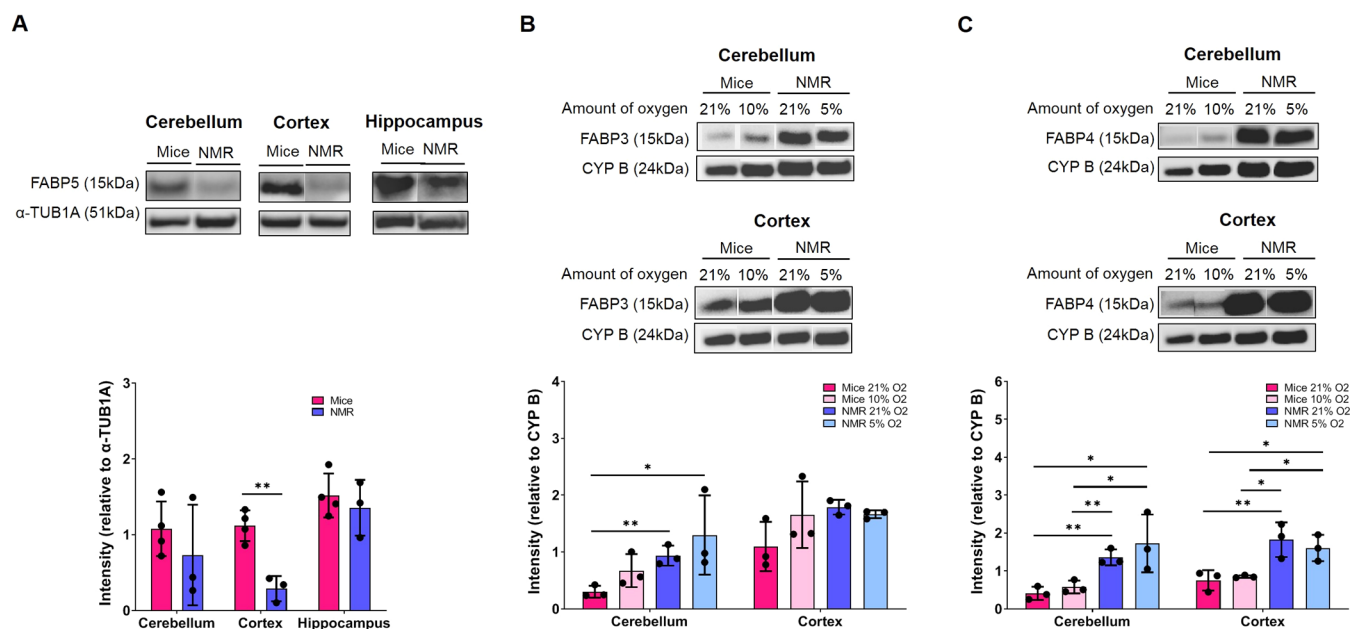 A
Cerebellum Cortex Hippocampus
Mice NMR Mice NMR Mice NMR
FABP5 (15kDa)
α-TUB1A (51kDa)
Intensity (relative to α-TUB1A)
3
2
1
0
Mice
NMR
**
Cerebellum Cortex Hippocampus
B
Cerebellum
Mice NMR
Amount of oxygen 21% 10% 21% 5%
FABP3 (15kDa)
CYP B (24kDa)
Cortex
Mice NMR
Amount of oxygen 21% 10% 21% 5%
FABP3 (15kDa)
CYP B (24kDa)
Intensity (relative to CYP B)
4
3
2
1
0
Mice 21% O2
Mice 10% O2
NMR 21% O2
NMR 5% O2
*
**
Cerebellum Cortex
C
Cerebellum
Mice NMR
Amount of oxygen 21% 10% 21% 5%
FABP4 (15kDa)
CYP B (24kDa)
Cortex
Mice NMR
Amount of oxygen 21% 10% 21% 5%
FABP4 (15kDa)
CYP B (24kDa)
Intensity (relative to CYP B)
6
5
4
3
2
1
0
Mice 21% O2
Mice 10% O2
NMR 21% O2
NMR 5% O2
*
*
**
**
*
*
*
**
Cerebellum Cortex